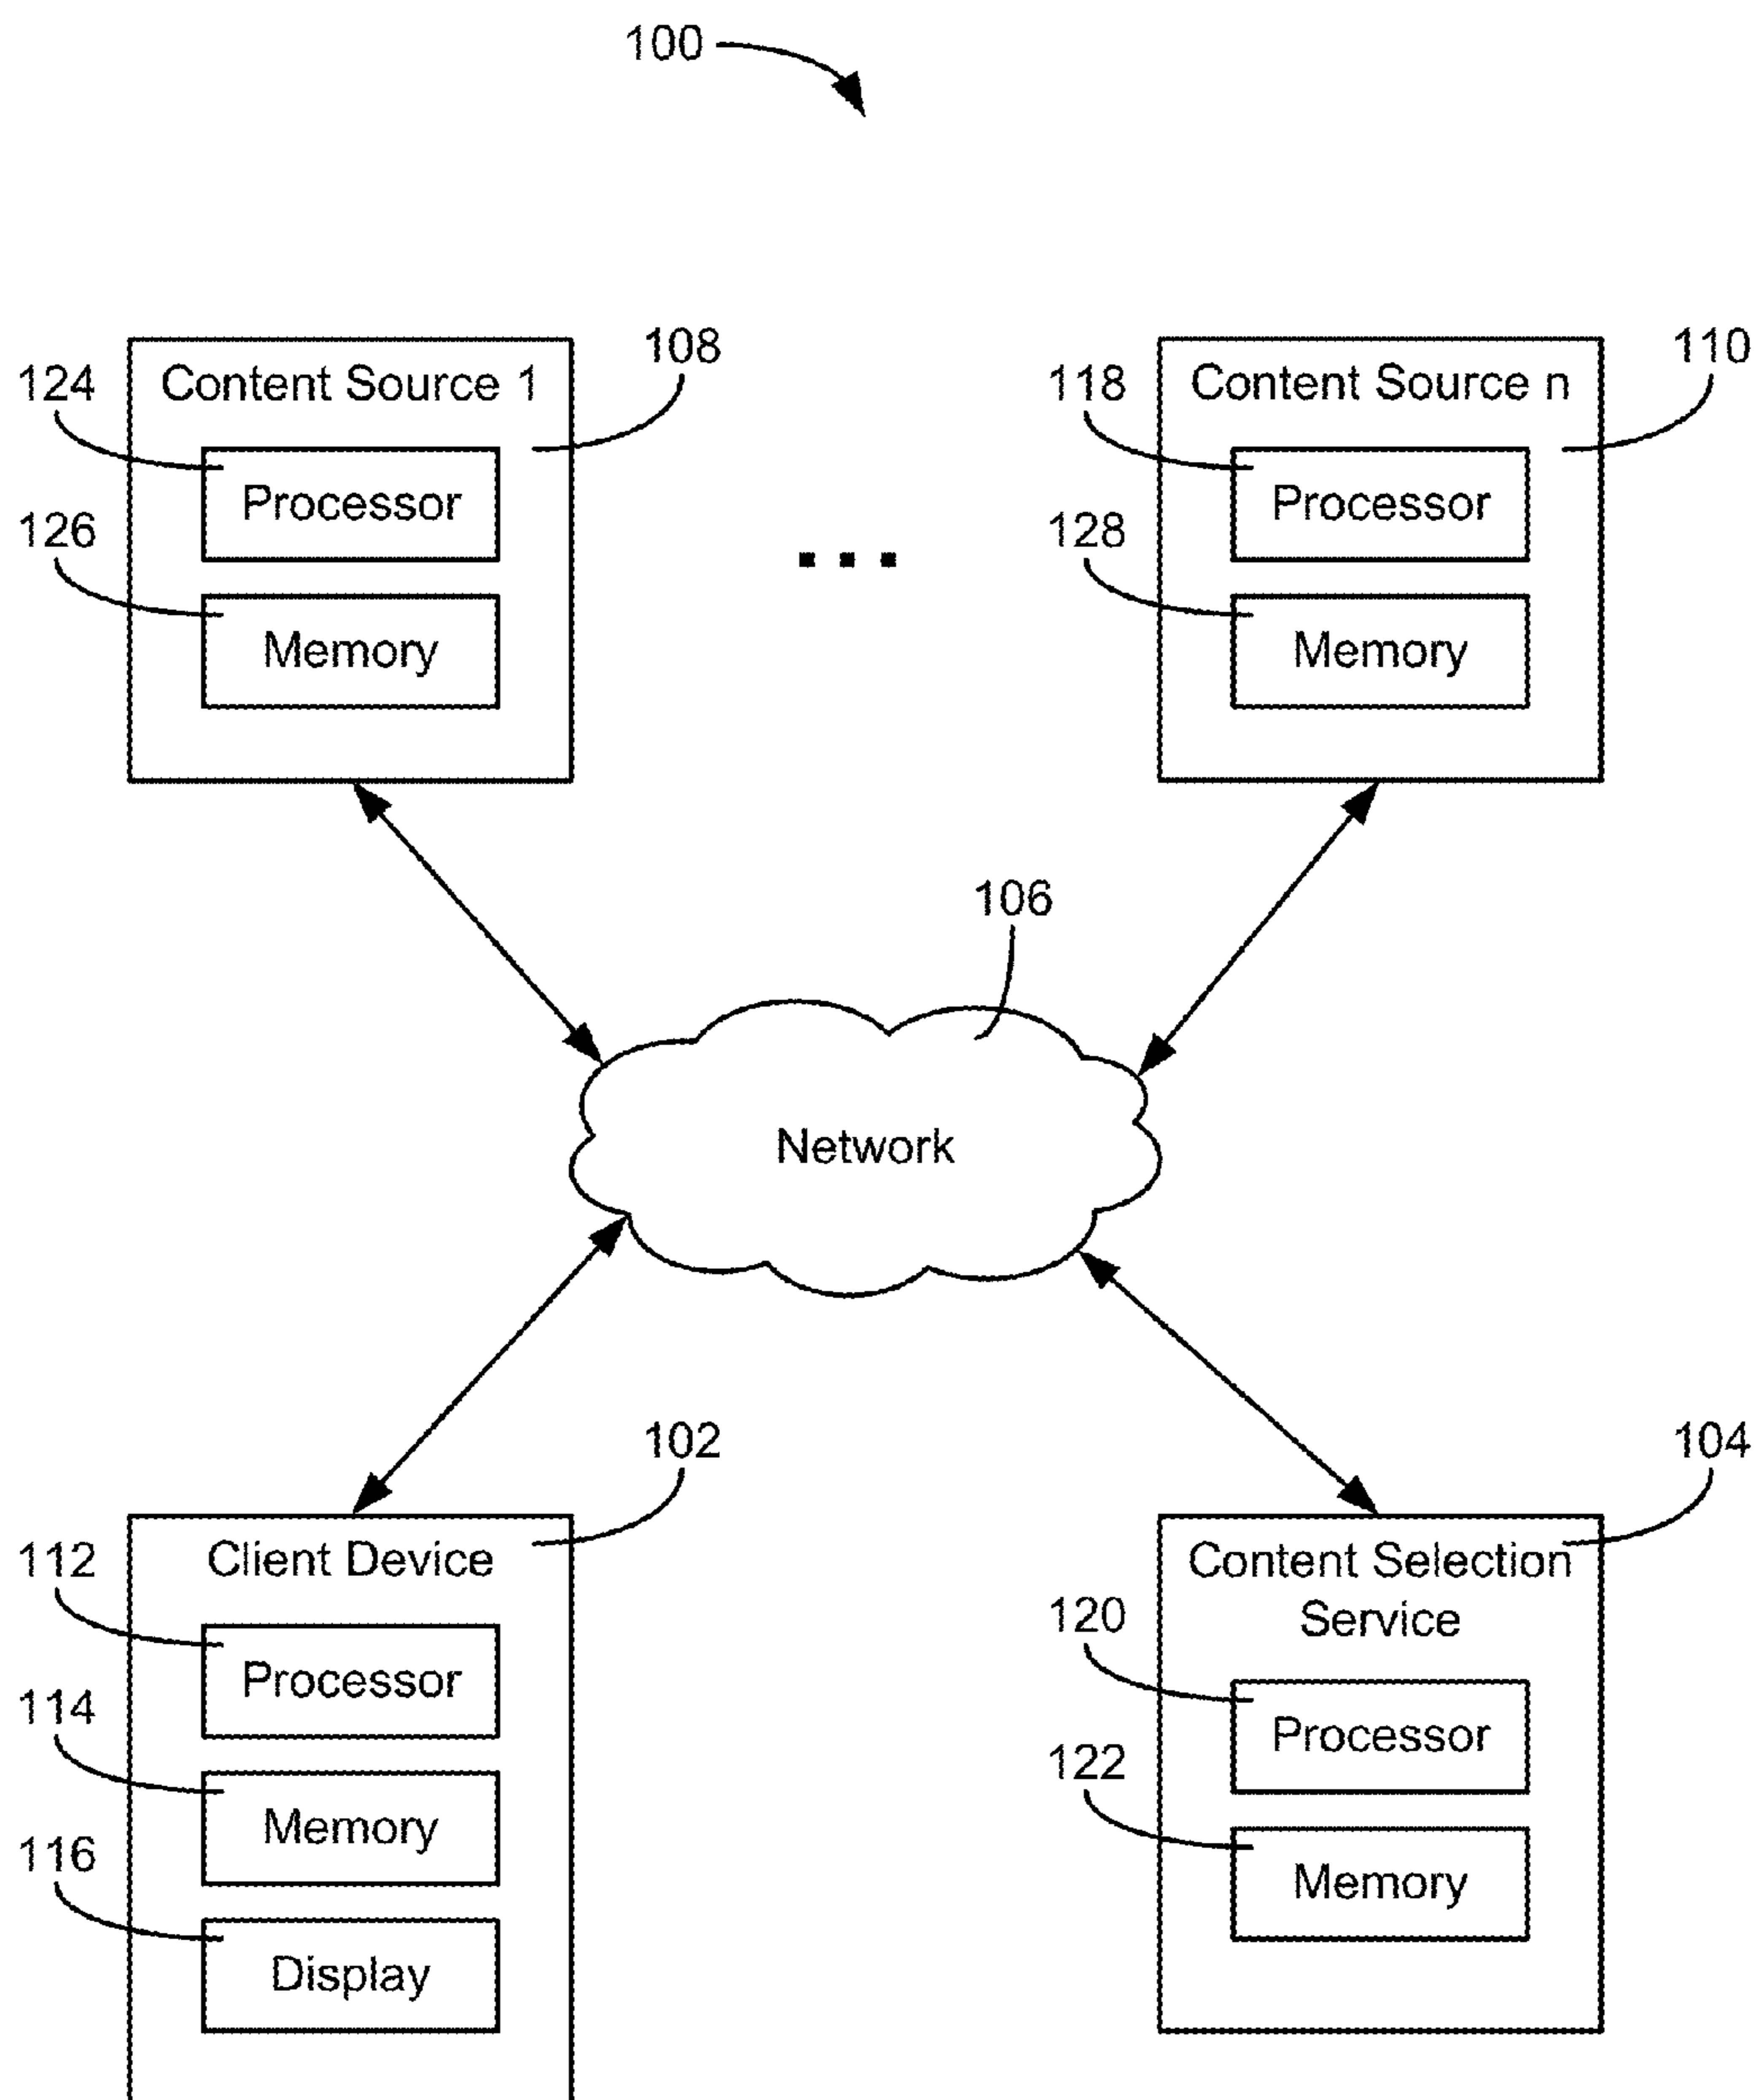 100
108
110
124
Content Source 1
118
Content Source n
Processor
Processor
126
128
Memory
Memory
106
Network
102
104
112
Client Device
Content Selection
Service
120
Processor
Processor
114
122
Memory
Memory
116
Display